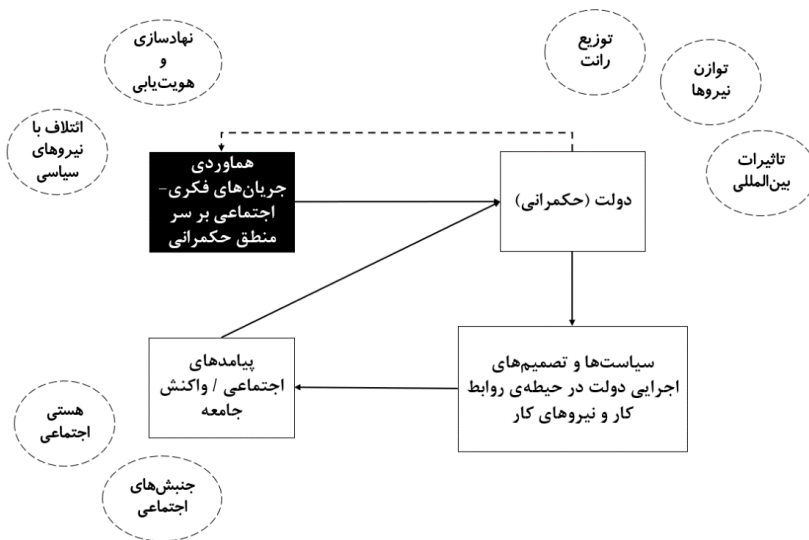 توزیع
رانت
توازن
نیروها
تاثیرات
بین‌المللی
نهادسازی
و
هویت‌یابی
ائتلاف با
نیروهای
سیاسی
هماوردی
جریان‌های فکری-
اجتماعی بر سر
منطق حکمرانی
دولت (حکمرانی)
سیاست‌ها و تصمیم‌های
اجرایی دولت در حیطه‌ی روابط
کار و نیروهای کار
پیامدهای
اجتماعی / واکنش
جامعه
هستی
اجتماعی
جنبش‌های
اجتماعی